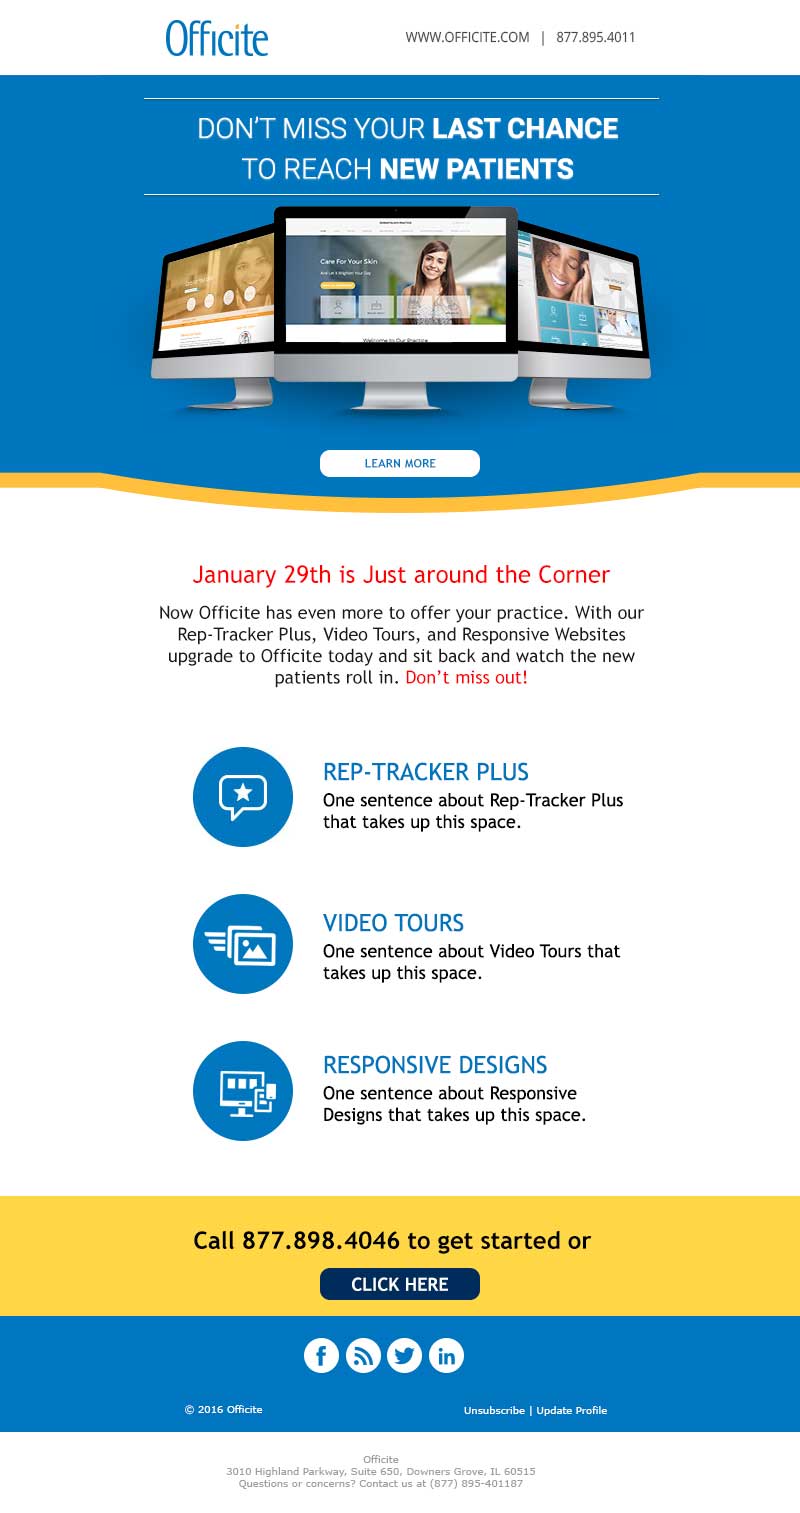 Officite
WWW.OFFICITE.COM | 877.895.4011
DON'T MISS YOUR LAST CHANCE
TO REACH NEW PATIENTS
Care For Your Skin
And Let It Brighten Your Day
Welcome to Our Practice
LEARN MORE
January 29th is Just around the Corner
Now Officite has even more to offer your practice. With our
Rep-Tracker Plus, Video Tours, and Responsive Websites
upgrade to Officite today and sit back and watch the new
patients roll in. Don't miss out!
REP-TRACKER PLUS
One sentence about Rep-Tracker Plus
that takes up this space.
VIDEO TOURS
One sentence about Video Tours that
takes up this space.
RESPONSIVE DESIGNS
One sentence about Responsive
Designs that takes up this space.
Call 877.898.4046 to get started or
CLICK HERE
© 2016 Officite
Unsubscribe | Update Profile
Officite
3010 Highland Parkway, Suite 650, Downers Grove, IL 60515
Questions or concerns? Contact us at (877) 895-401187